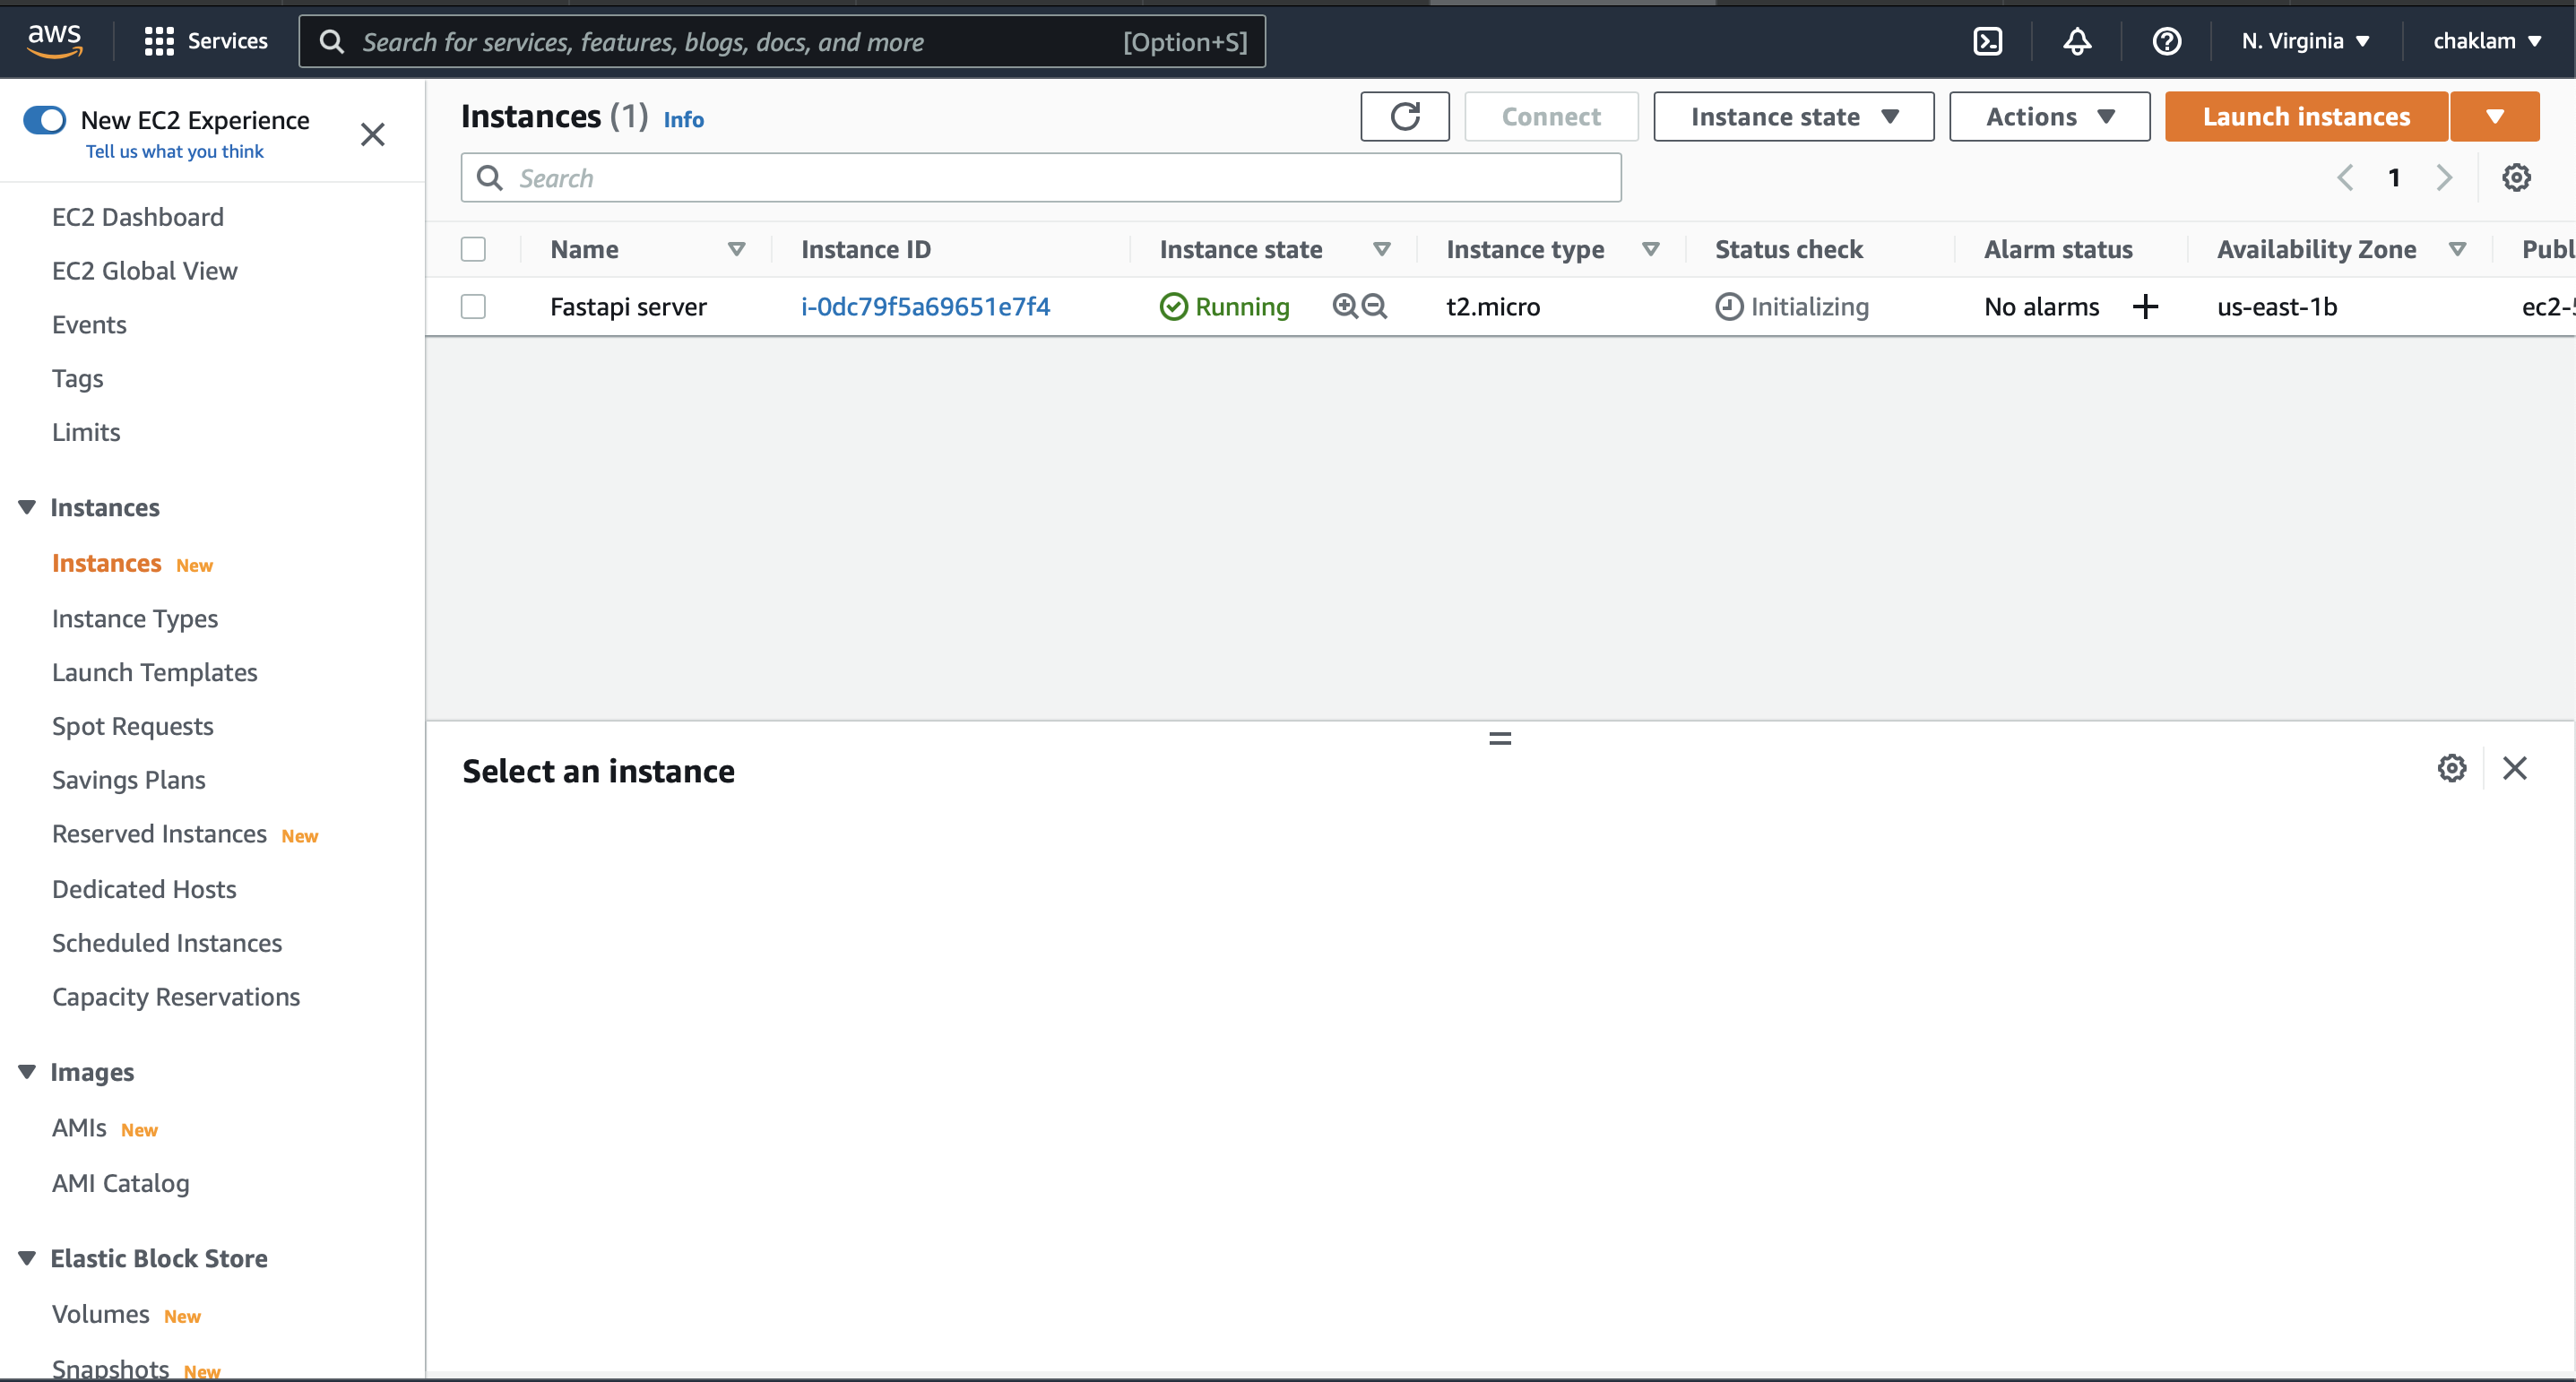 aws Services Search for services, features, blogs, docs, and more [Option+S] N. Virginia chaklam
New EC2 Experience
Tell us what you think
EC2 Dashboard
EC2 Global View
Events
Tags
Limits
Instances
Instances New
Instance Types
Launch Templates
Spot Requests
Savings Plans
Reserved Instances New
Dedicated Hosts
Scheduled Instances
Capacity Reservations
Images
AMIs New
AMI Catalog
Elastic Block Store
Volumes New
Snapshots New
Instances (1) Info Connect Instance state Actions Launch instances
Search 1
Name Instance ID Instance state Instance type Status check Alarm status Availability Zone Publ
Fastapi server i-0dc79f5a69651e7f4 Running t2.micro Initializing No alarms us-east-1b ec2-5
Select an instance